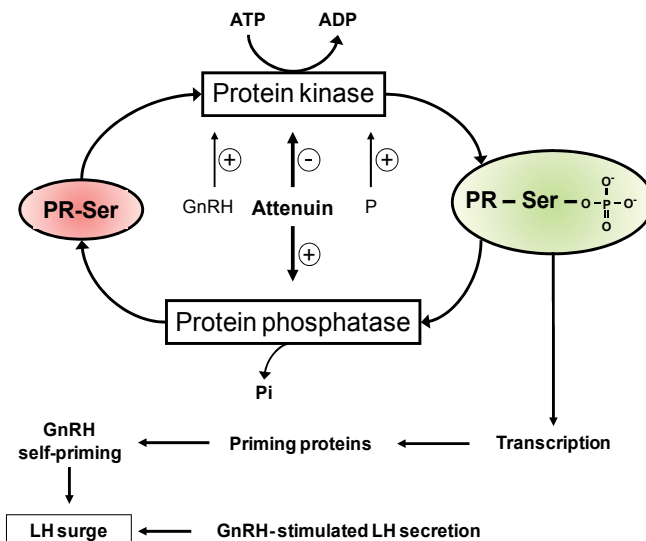 ATP ADP
Protein kinase
+ - +
GnRH Attenuin P
PR-Ser
PR – Ser – O P O⁻ O⁻ O
+
Protein phosphatase
Pi
GnRH
self-priming
Priming proteins
Transcription
LH surge
GnRH-stimulated LH secretion